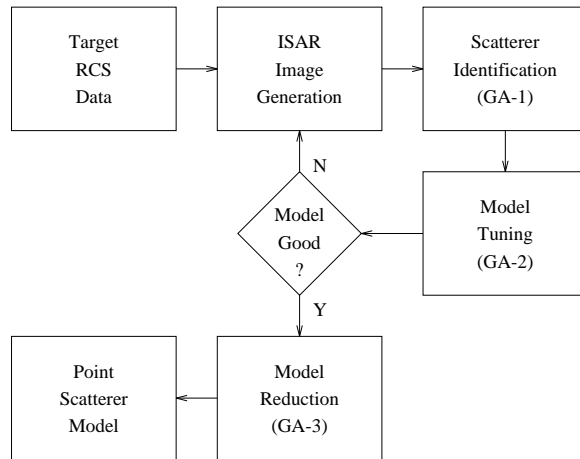 Target
RCS
Data
ISAR
Image
Generation
Scatterer
Identification
(GA-1)
N
Model
Good
?
Model
Tuning
(GA-2)
Y
Point
Scatterer
Model
Model
Reduction
(GA-3)